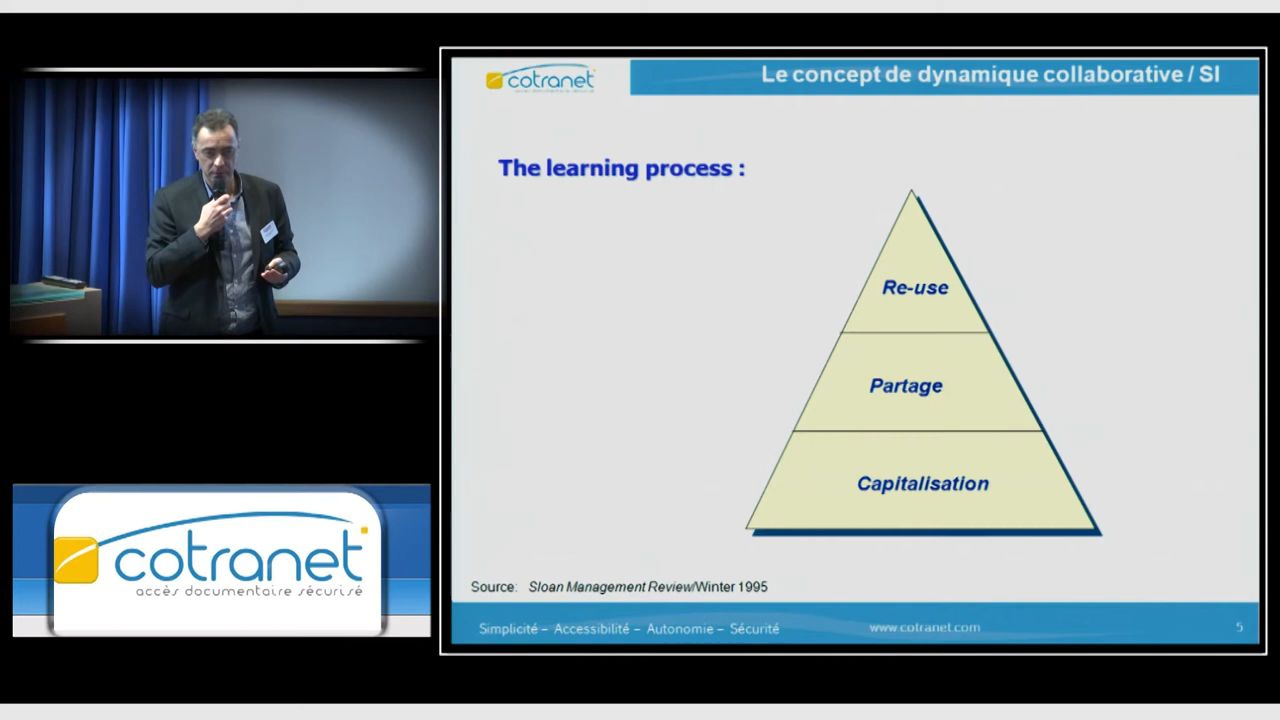 cotranet
Le concept de dynamique collaborative / SI
The learning process :
Re-use
Partage
Capitalisation
Source: Sloan Management Review/Winter 1995
Simplicité – Accessibilité – Autonomie – Sécurité
www.cotranet.com
5
cotranet
accès documentaire sécurisé